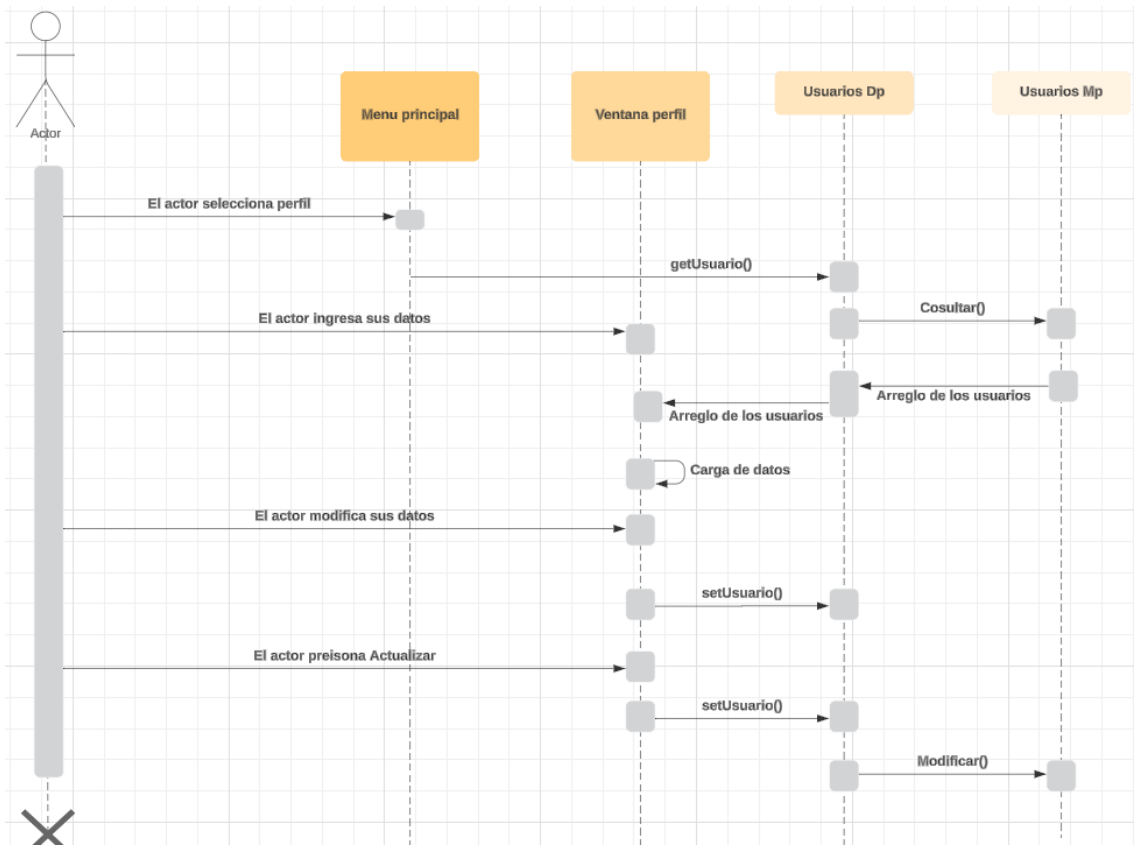 Actor
Menu principal
Ventana perfil
Usuarios Dp
Usuarios Mp
El actor selecciona perfil
getUsuario()
Cosultar()
El actor ingresa sus datos
Arreglo de los usuarios
Arreglo de los usuarios
Carga de datos
El actor modifica sus datos
setUsuario()
El actor preisona Actualizar
setUsuario()
Modificar()